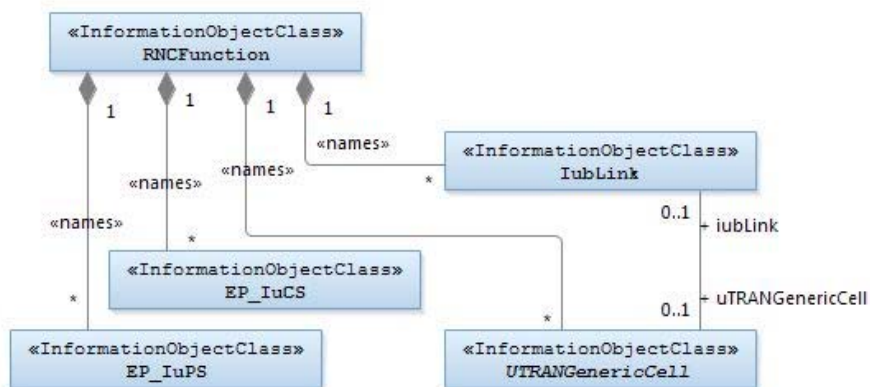 «InformationObjectClass»
RNCFunction
1
1
1
1
«names»
«names»
«names»
«names»
«InformationObjectClass»
IubLink
*
0..1
+ iubLink
*
«InformationObjectClass»
EP_IuCS
*
*
0..1
+ uTRANGenericCell
«InformationObjectClass»
EP_IuPS
«InformationObjectClass»
UTRANGenericCell